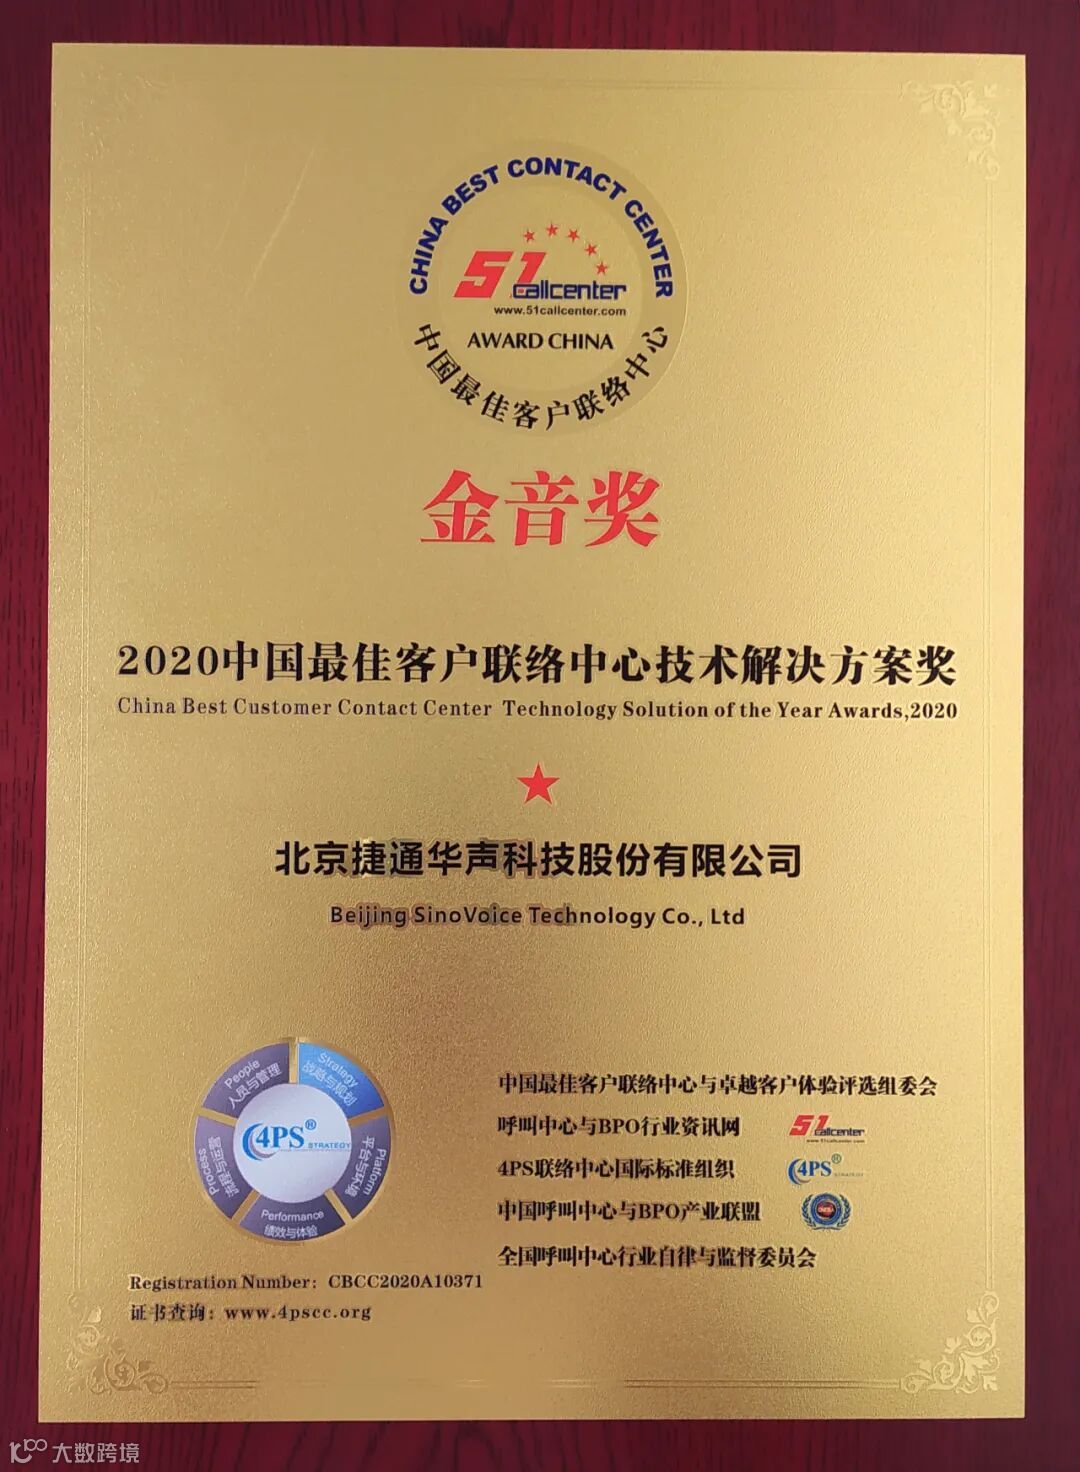 CHINA BEST CONTACT CENTER
51callcenter
www.51callcenter.com
AWARD CHINA
中国最佳客户联络中心
金音奖
2020中国最佳客户联络中心技术解决方案奖
China Best Customer Contact Center Technology Solution of the Year Awards,2020
北京捷通华声科技股份有限公司
Beijing SinoVoice Technology Co., Ltd
People
人员与管理
Strategy
战略与规划
Process
流程与运营
4PS®
STRATEGY
Platform
平台与环境
Performance
绩效与体验
中国最佳客户联络中心与卓越客户体验评选组委会
呼叫中心与BPO行业资讯网
51callcenter
www.51callcenter.com
4PS联络中心国际标准组织
4PS®
STRATEGY
中国呼叫中心与BPO产业联盟
全国呼叫中心行业自律与监督委员会
Registration Number: CBCC2020A10371
证书查询: www.4pscc.org
大数跨境